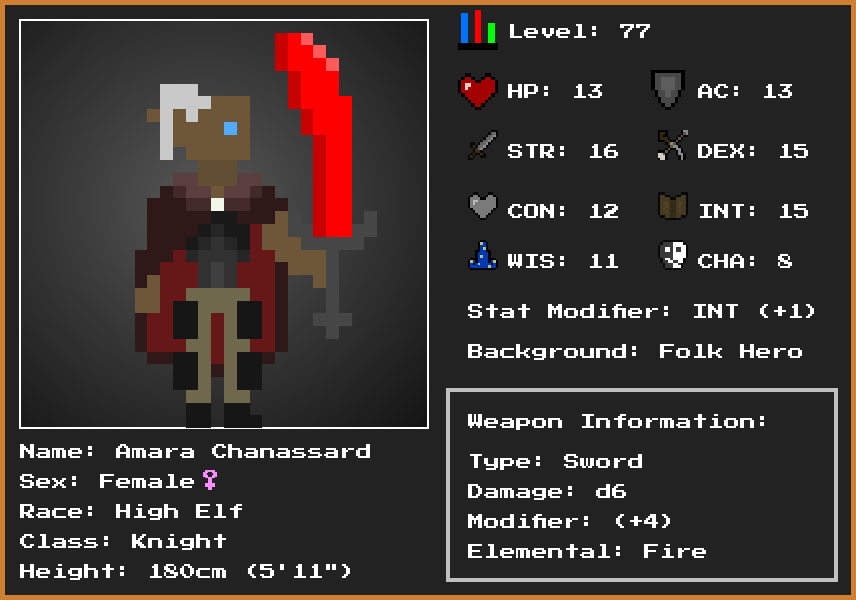 Level: 77
HP: 13
AC: 13
STR: 16
DEX: 15
CON: 12
INT: 15
WIS: 11
CHA: 8
Stat Modifier: INT (+1)
Background: Folk Hero
Weapon Information:
Type: Sword
Damage: d6
Modifier: (+4)
Elemental: Fire
Name: Amara Chanassard
Sex: Female♀
Race: High Elf
Class: Knight
Height: 180cm (5'11")